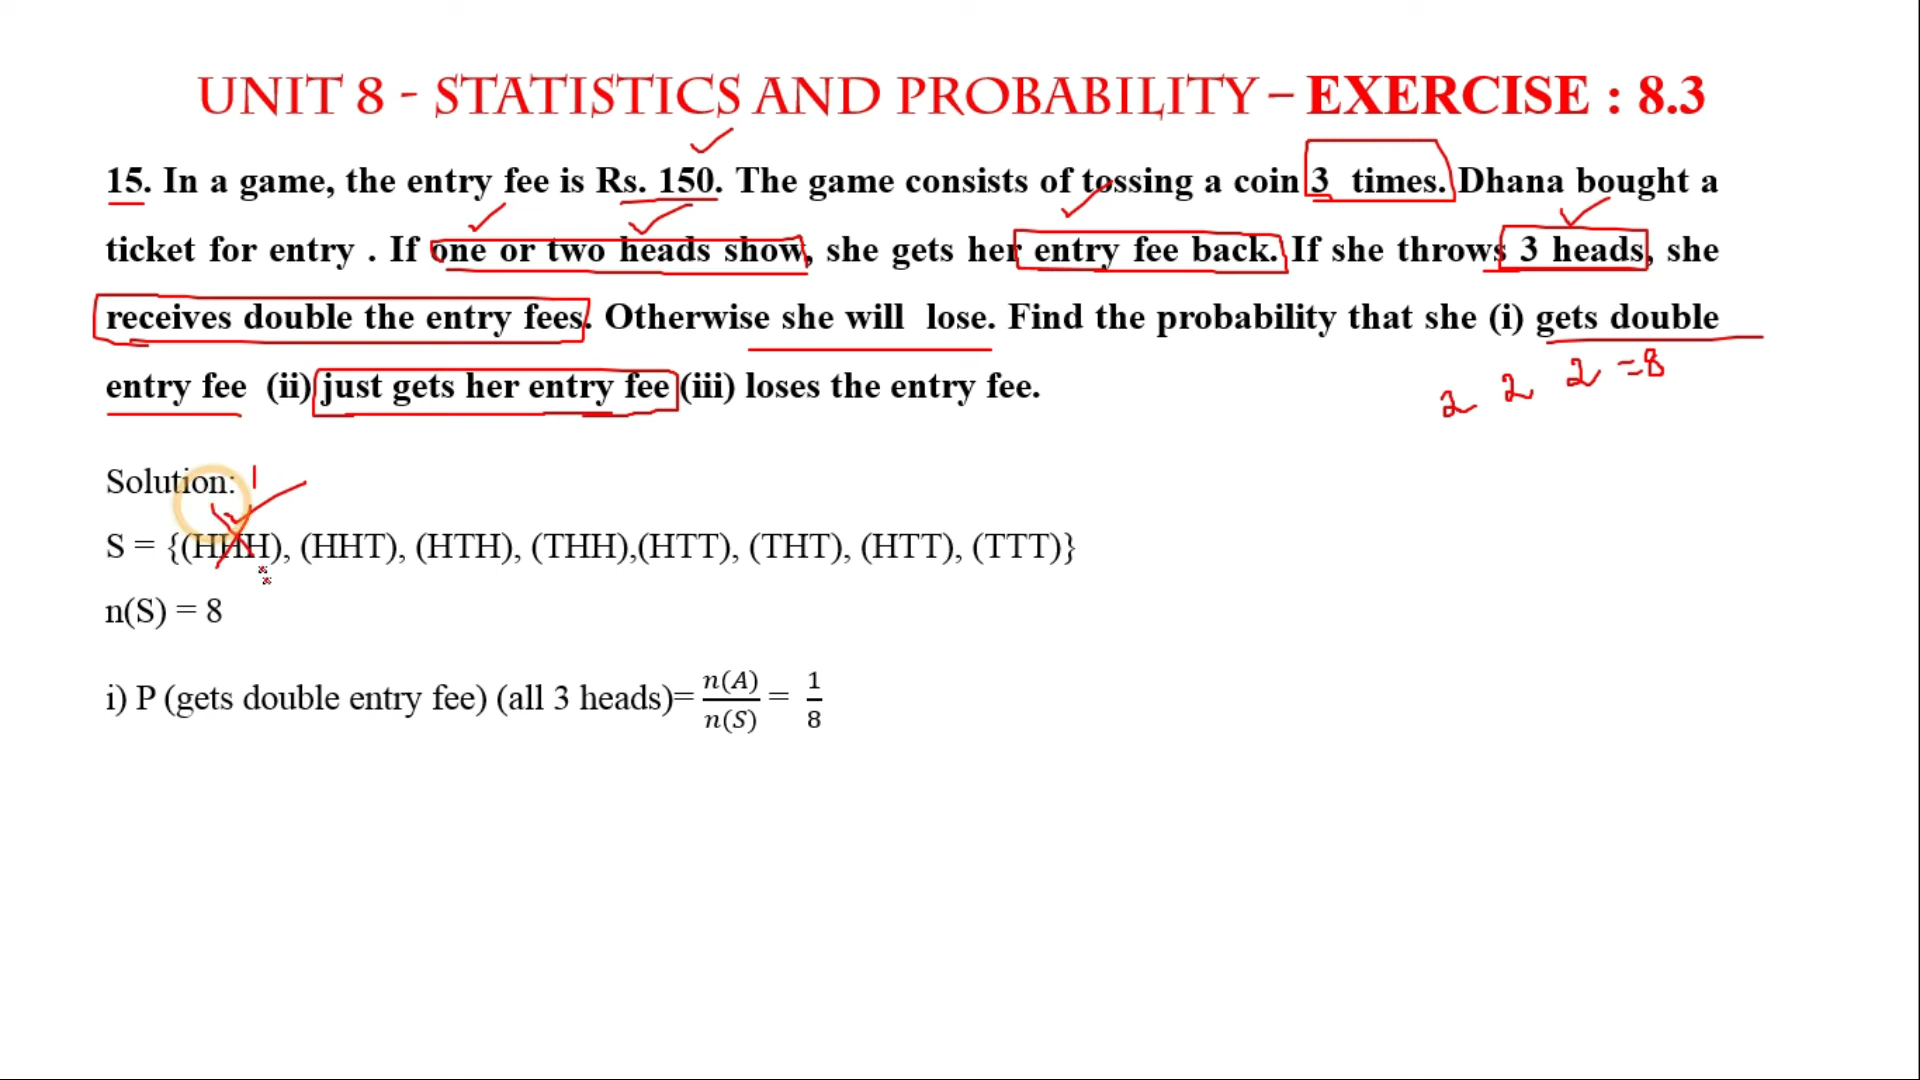 UNIT 8 - STATISTICS AND PROBABILITY – EXERCISE : 8.3
15. In a game, the entry fee is Rs. 150. The game consists of tossing a coin 3 times. Dhana bought a
ticket for entry . If one or two heads show, she gets her entry fee back. If she throws 3 heads, she
receives double the entry fees. Otherwise she will lose. Find the probability that she (i) gets double
entry fee (ii) just gets her entry fee (iii) loses the entry fee.
2 2 2 =8
Solution: 1
S = {(HHH), (HHT), (HTH), (THH),(HTT), (THT), (HTT), (TTT)}
n(S) = 8
i) P (gets double entry fee) (all 3 heads)= n(A)/n(S) = 1/8